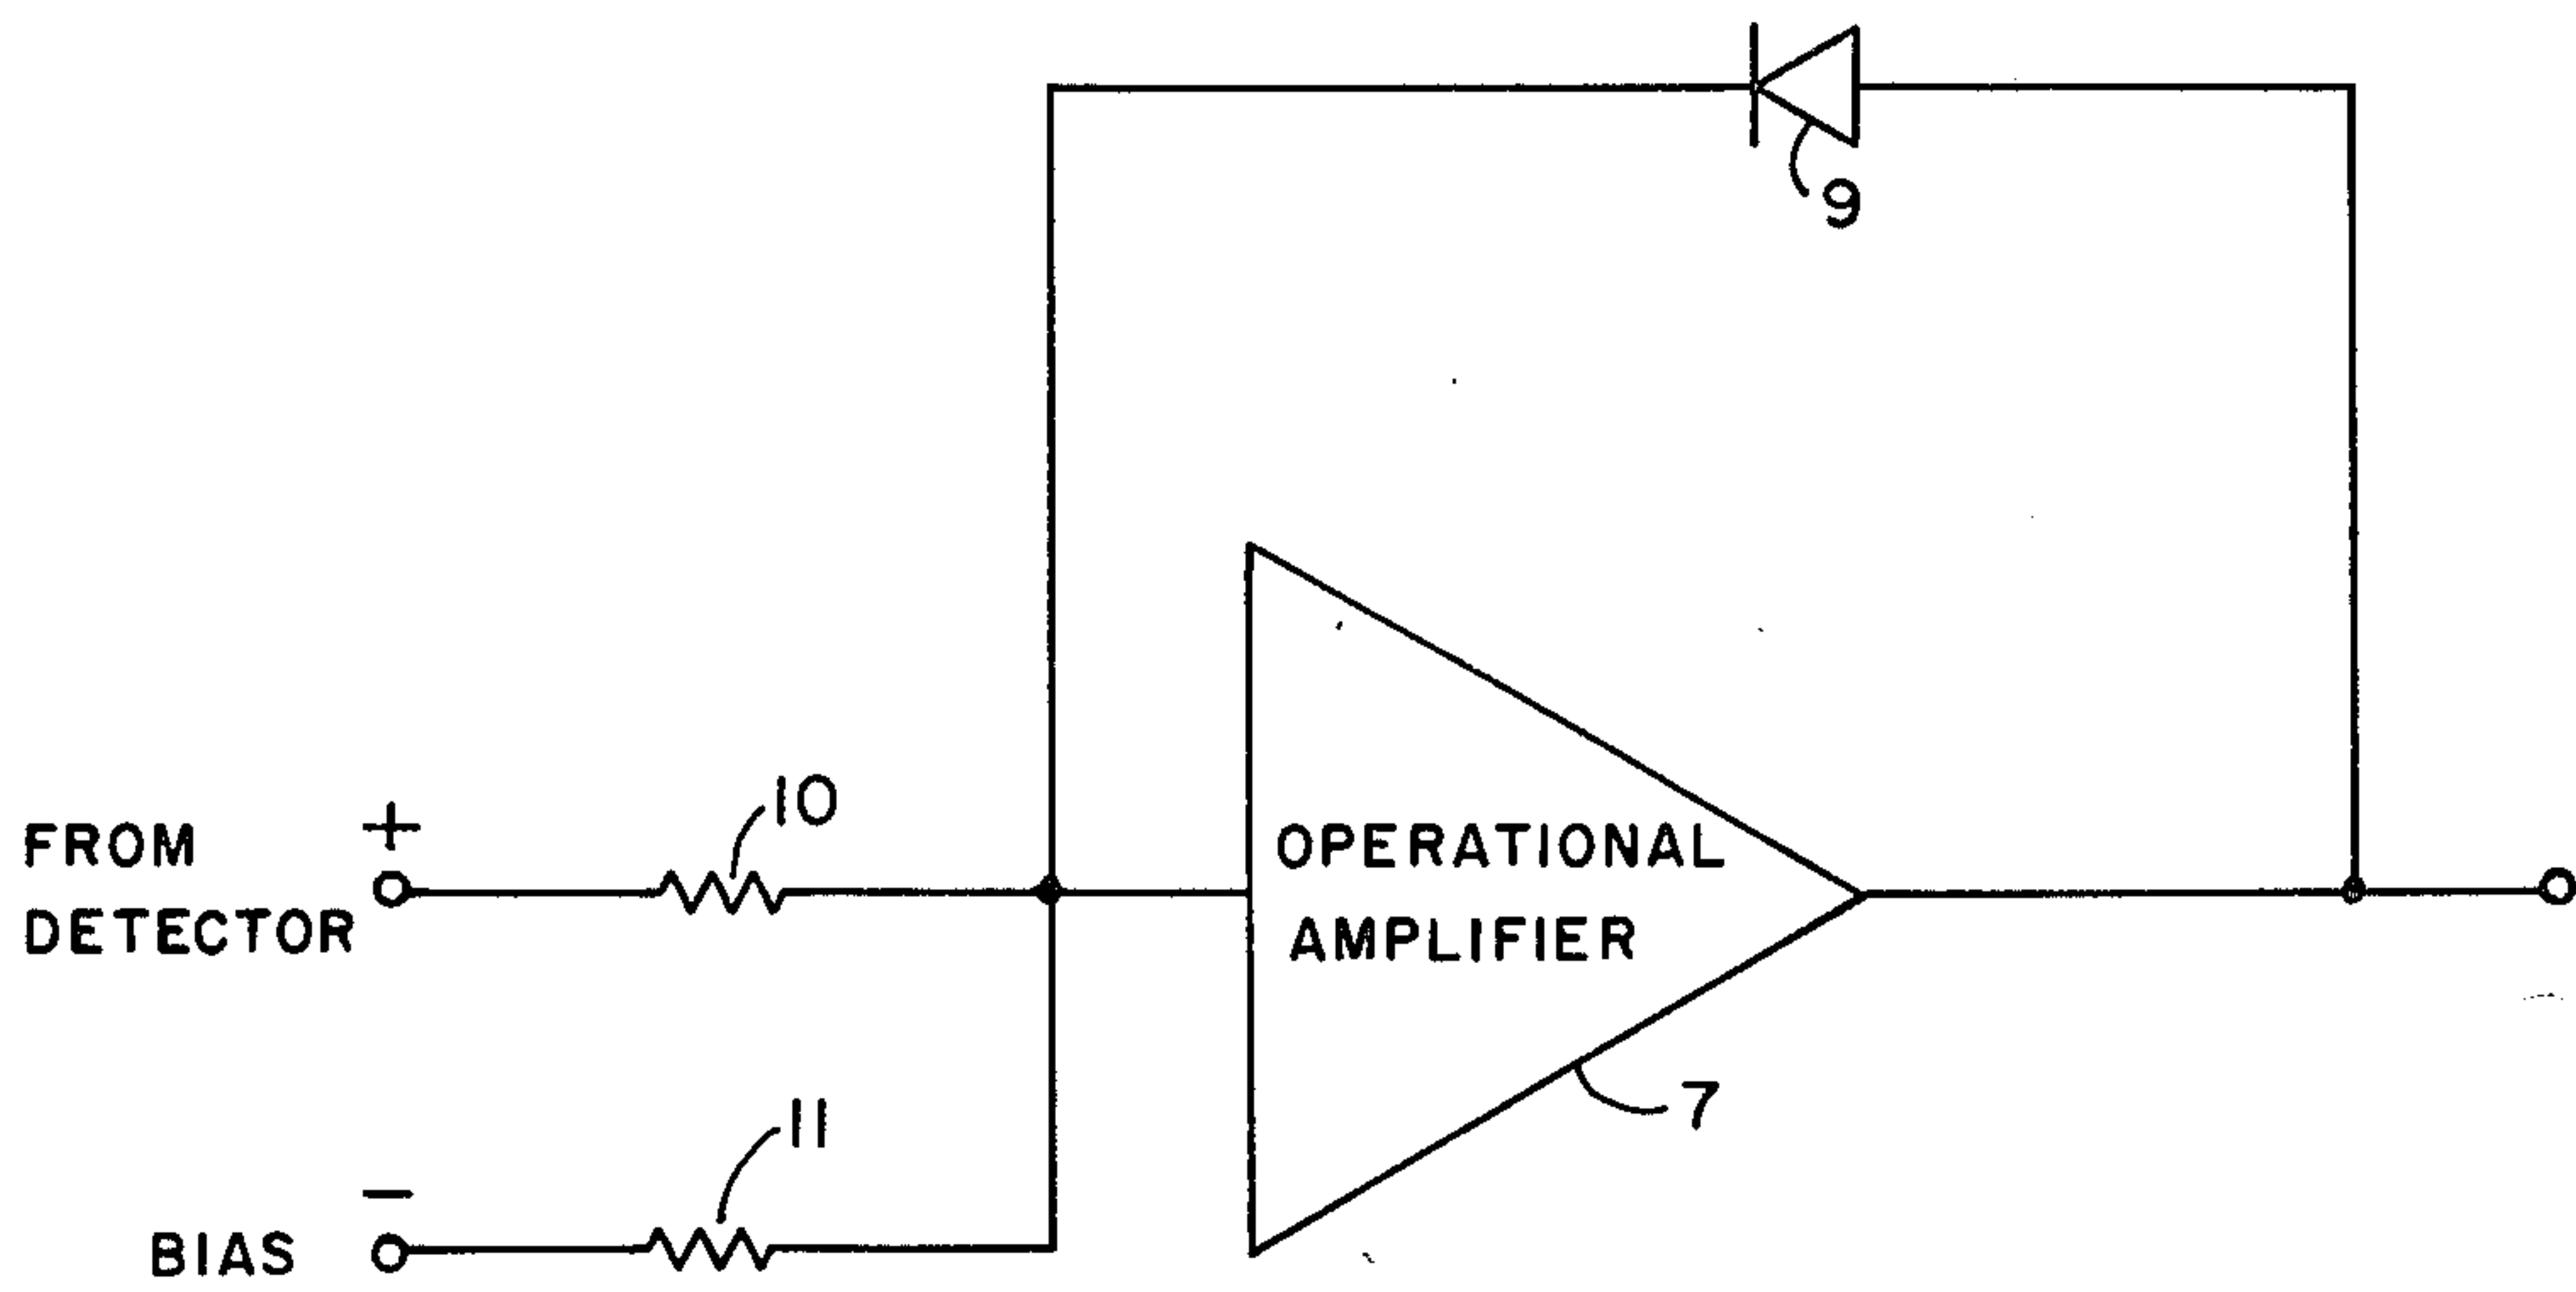 9
10
+
FROM
DETECTOR
OPERATIONAL
AMPLIFIER
7
11
−
BIAS